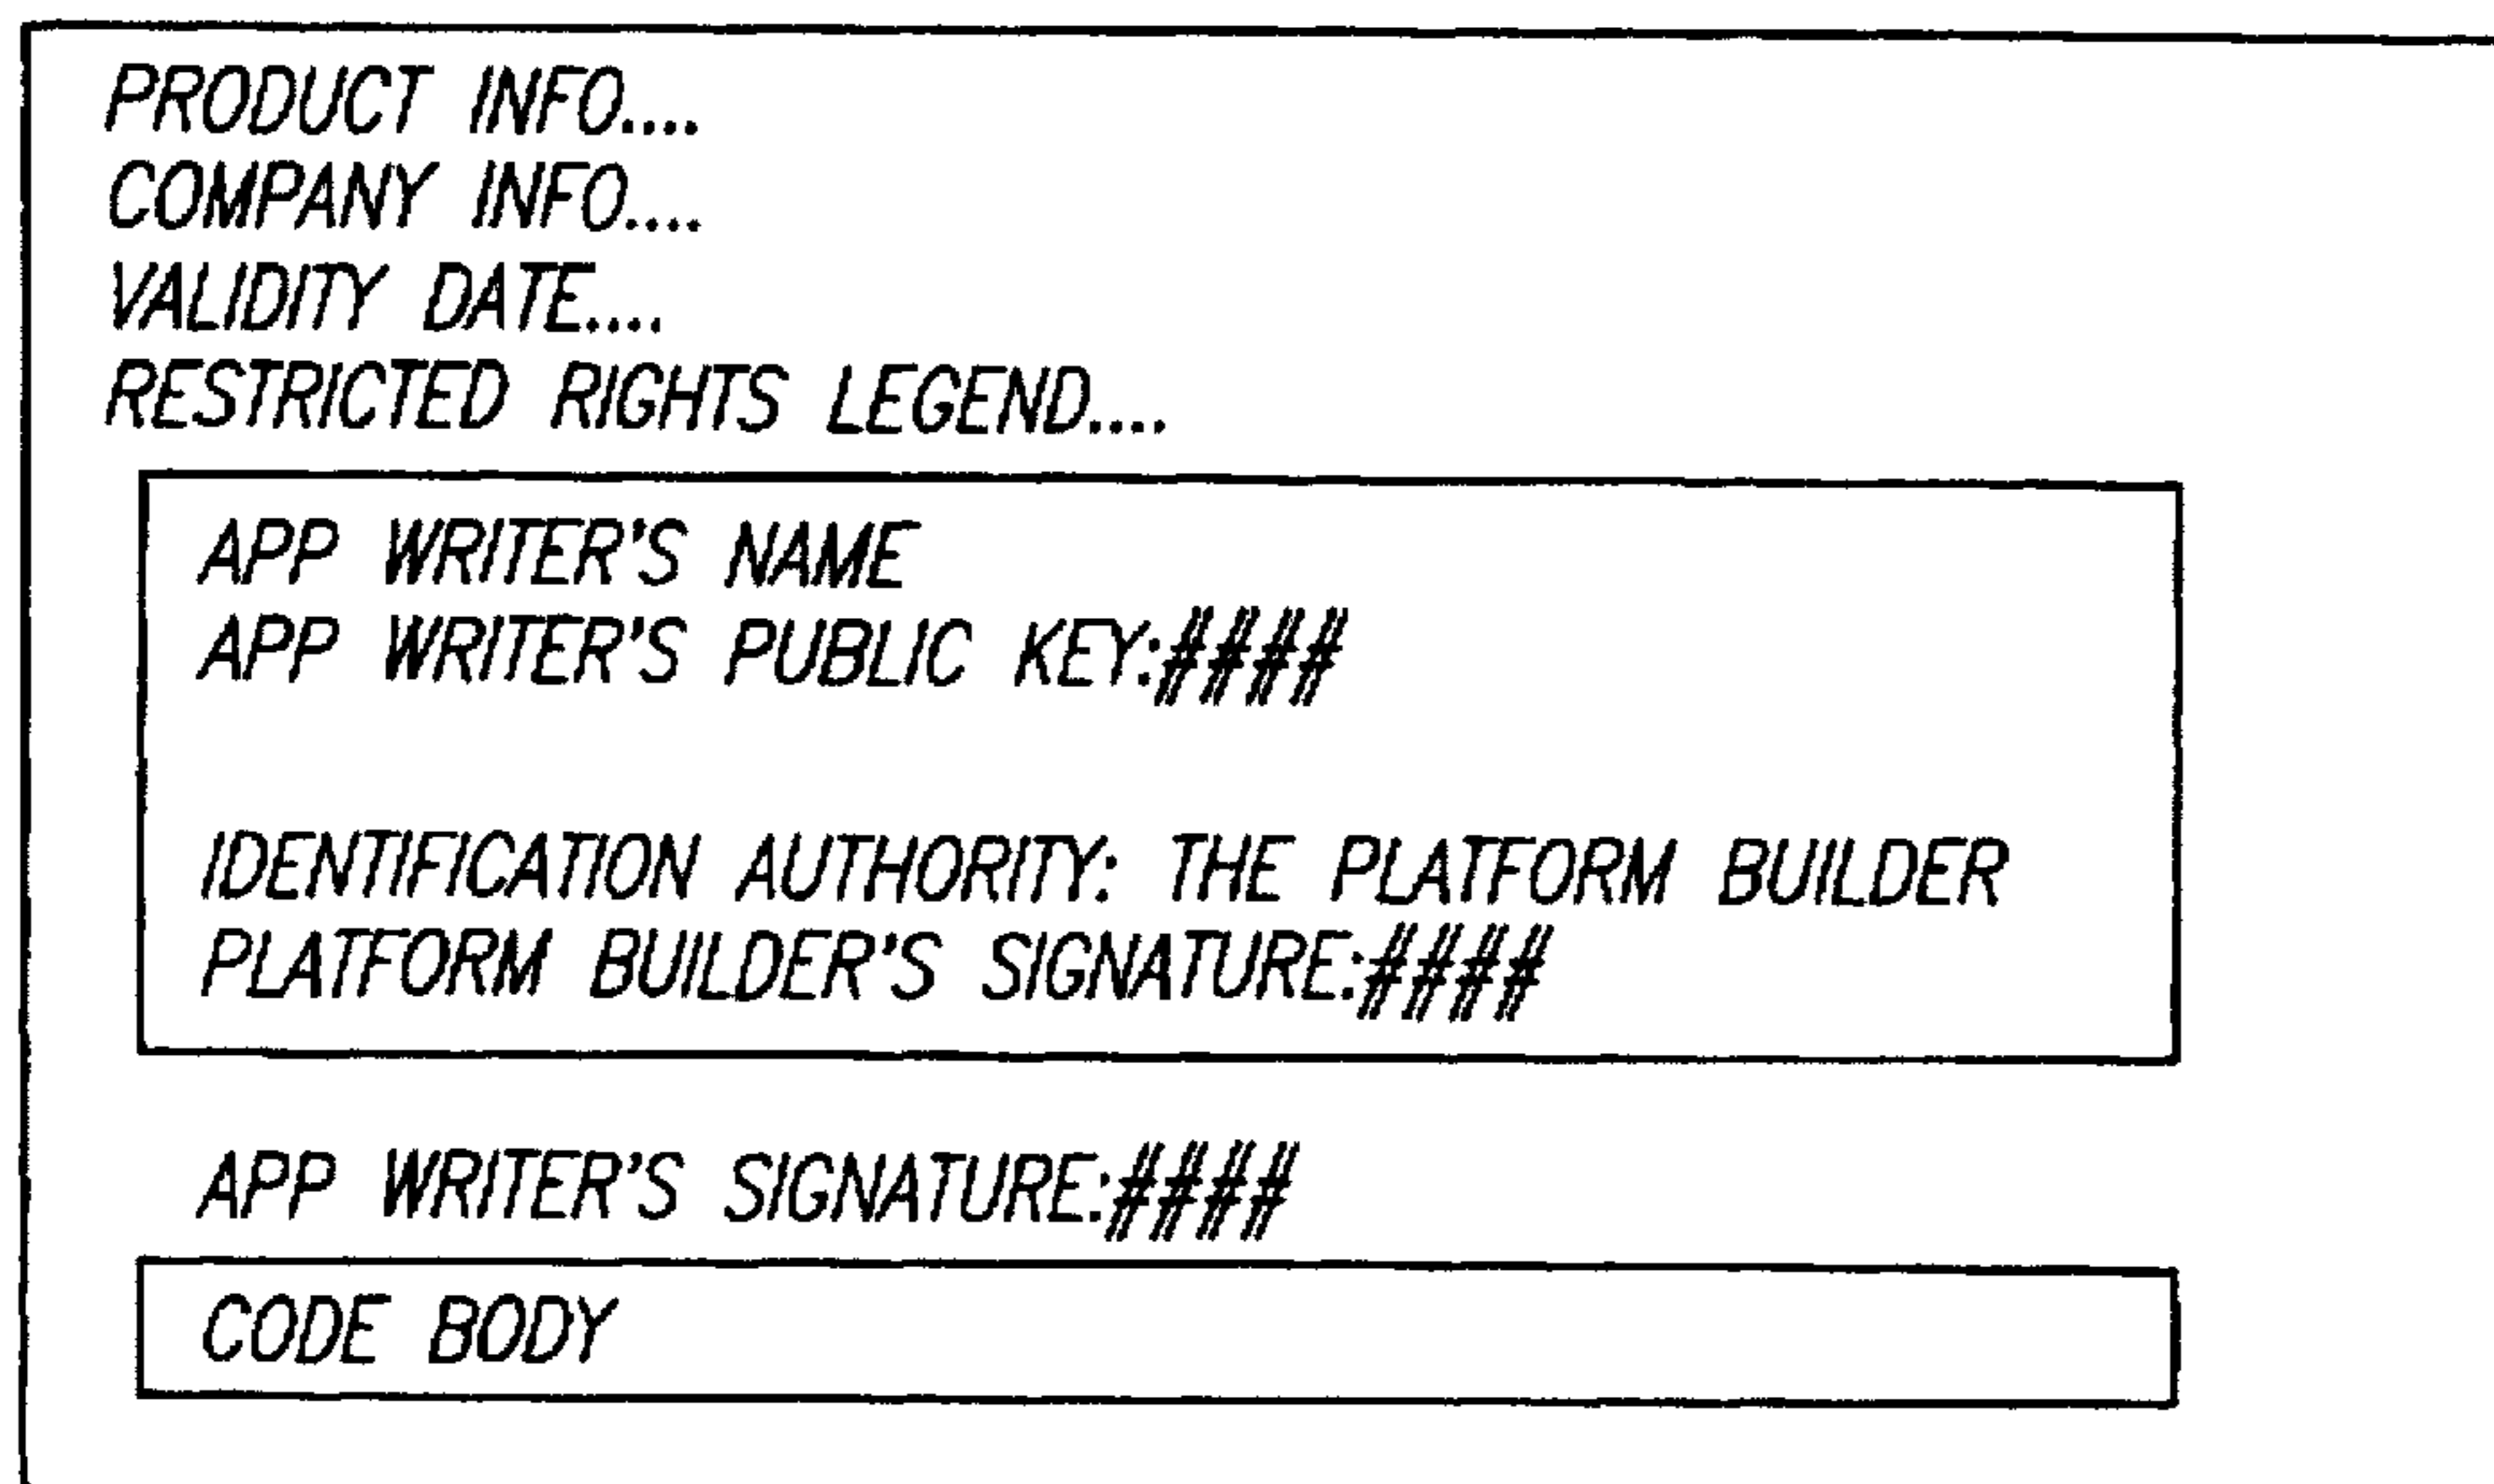 PRODUCT INFO....
COMPANY INFO....
VALIDITY DATE....
RESTRICTED RIGHTS LEGEND....
APP WRITER'S NAME
APP WRITER'S PUBLIC KEY:####
IDENTIFICATION AUTHORITY: THE PLATFORM BUILDER
PLATFORM BUILDER'S SIGNATURE:####
APP WRITER'S SIGNATURE:####
CODE BODY